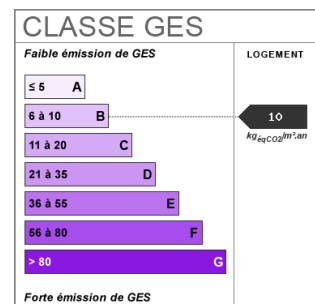 CLASSE GES
Faible émission de GES
LOGEMENT
≤ 5 A
6 à 10 B
10
kgéqCO2/m².an
11 à 20 C
21 à 35 D
36 à 55 E
56 à 80 F
> 80 G
Forte émission de GES